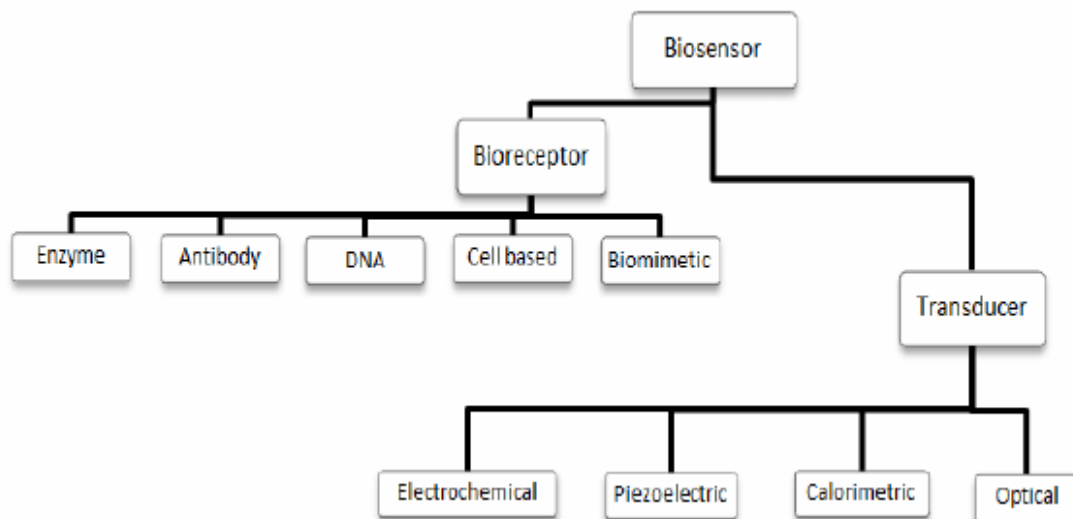 Biosensor
Bioreceptor
Enzyme
Antibody
DNA
Cell based
Biomimetic
Transducer
Electrochemical
Piezoelectric
Calorimetric
Optical